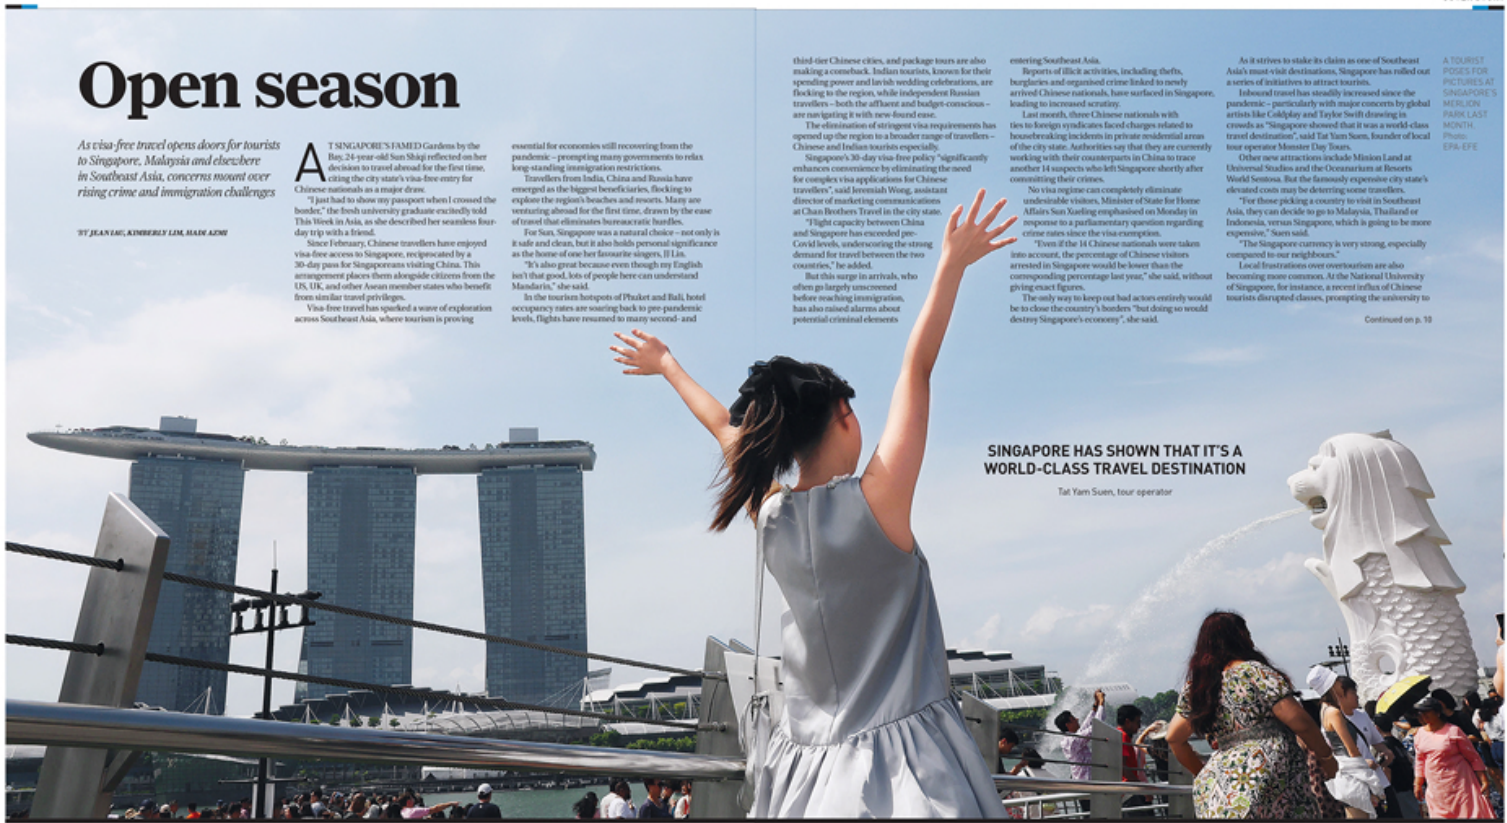 Open season
As visa-free travel opens doors for tourists
to Singapore, Malaysia and elsewhere
in Southeast Asia, concerns mount over
rising crime and immigration challenges
BY JEAN IAU, KIMBERLY LIM, HADI AZMI
AT SINGAPORE'S FAMED Gardens by the
Bay, 24-year-old Sun Shiqi reflected on her
decision to travel abroad for the first time,
citing the city state's visa-free entry for
Chinese nationals as a major draw.
"I just had to show my passport when I crossed the
border," the fresh university graduate excitedly told
This Week in Asia, as she described her seamless four-
day trip with a friend.
Since February, Chinese travellers have enjoyed
visa-free access to Singapore, reciprocated by a
30-day pass for Singaporeans visiting China. This
arrangement places them alongside citizens from the
US, UK, and other Asean member states who benefit
from similar travel privileges.
Visa-free travel has sparked a wave of exploration
across Southeast Asia, where tourism is proving
essential for economies still recovering from the
pandemic – prompting many governments to relax
long-standing immigration restrictions.
Travellers from India, China and Russia have
emerged as the biggest beneficiaries, flocking to
explore the region's beaches and resorts. Many are
venturing abroad for the first time, drawn by the ease
of travel that eliminates bureaucratic hurdles.
For Sun, Singapore was a natural choice – not only is
it safe and clean, but it also holds personal significance
as the home of one her favourite singers, JJ Lin.
"It's also great because even though my English
isn't that good, lots of people here can understand
Mandarin," she said.
In the tourism hotspots of Phuket and Bali, hotel
occupancy rates are soaring back to pre-pandemic
levels, flights have resumed to many second- and
third-tier Chinese cities, and package tours are also
making a comeback. Indian tourists, known for their
spending power and lavish wedding celebrations, are
flocking to the region, while independent Russian
travellers – both the affluent and budget-conscious –
are navigating it with new-found ease.
The elimination of stringent visa requirements has
opened up the region to a broader range of travellers –
Chinese and Indian tourists especially.
Singapore's 30-day visa-free policy "significantly
enhances convenience by eliminating the need
for complex visa applications for Chinese
travellers", said Jeremiah Wong, assistant
director of marketing communications
at Chan Brothers Travel in the city state.
"Flight capacity between China
and Singapore has exceeded pre-
Covid levels, underscoring the strong
demand for travel between the two
countries," he added.
But this surge in arrivals, who
often go largely unscreened
before reaching immigration,
has also raised alarms about
potential criminal elements
entering Southeast Asia.
Reports of illicit activities, including thefts,
burglaries and organised crime linked to newly
arrived Chinese nationals, have surfaced in Singapore,
leading to increased scrutiny.
Last month, three Chinese nationals with
ties to foreign syndicates faced charges related to
housebreaking incidents in private residential areas
of the city state. Authorities say that they are currently
working with their counterparts in China to trace
another 14 suspects who left Singapore shortly after
committing their crimes.
No visa regime can completely eliminate
undesirable visitors, Minister of State for Home
Affairs Sun Xueling emphasised on Monday in
response to a parliamentary question regarding
crime rates since the visa exemption.
"Even if the 14 Chinese nationals were taken
into account, the percentage of Chinese visitors
arrested in Singapore would be lower than the
corresponding percentage last year," she said, without
giving exact figures.
The only way to keep out bad actors entirely would
be to close the country's borders "but doing so would
destroy Singapore's economy", she said.
As it strives to stake its claim as one of Southeast
Asia's must-visit destinations, Singapore has rolled out
a series of initiatives to attract tourists.
Inbound travel has steadily increased since the
pandemic – particularly with major concerts by global
artists like Coldplay and Taylor Swift drawing in
crowds as "Singapore showed that it was a world-class
travel destination", said Tat Yam Suen, founder of local
tour operator Monster Day Tours.
Other new attractions include Minion Land at
Universal Studios and the Oceanarium at Resorts
World Sentosa. But the famously expensive city state's
elevated costs may be deterring some travellers.
"For those picking a country to visit in Southeast
Asia, they can decide to go to Malaysia, Thailand or
Indonesia, versus Singapore, which is going to be more
expensive," Suen said.
"The Singapore currency is very strong, especially
compared to our neighbours."
Local frustrations over overtourism are also
becoming more common. At the National University
of Singapore, for instance, a recent influx of Chinese
tourists disrupted classes, prompting the university to
Continued on p. 10
A TOURIST
POSES FOR
PICTURES AT
SINGAPORE'S
MERLION
PARK LAST
MONTH.
Photo:
EPA-EFE
SINGAPORE HAS SHOWN THAT IT'S A
WORLD-CLASS TRAVEL DESTINATION
Tat Yam Suen, tour operator